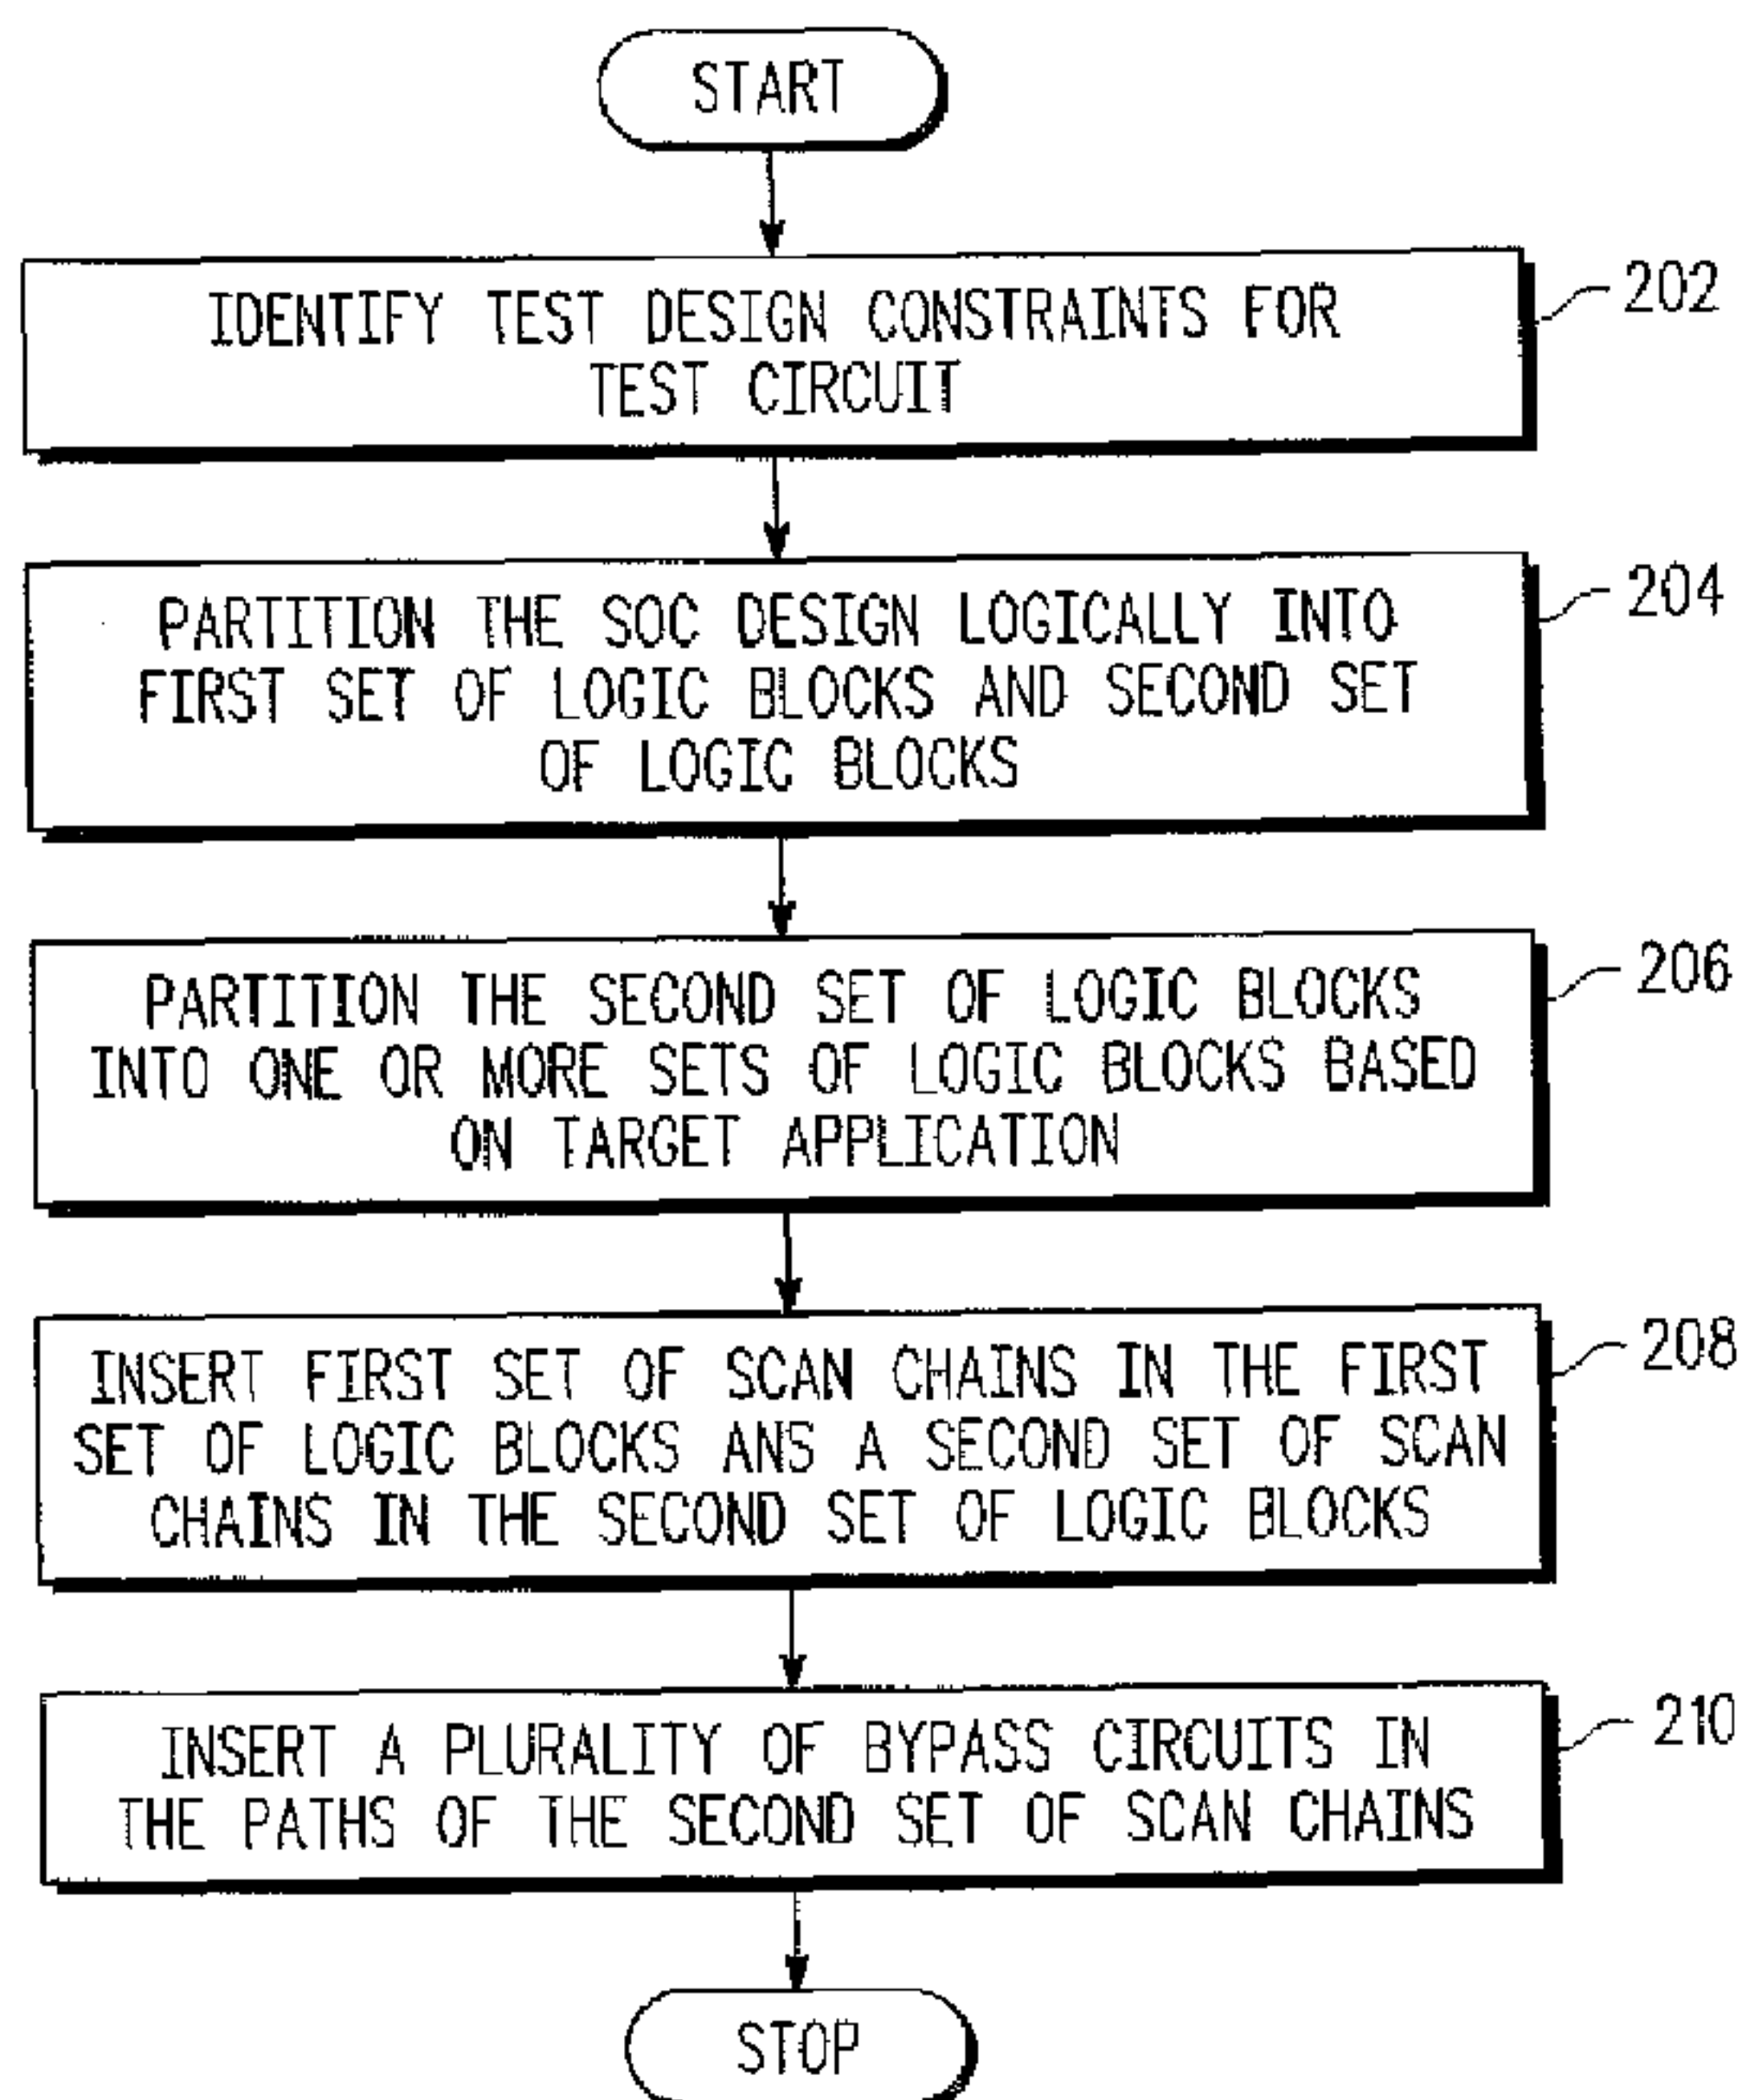 START
IDENTIFY TEST DESIGN CONSTRAINTS FOR
TEST CIRCUIT
202
PARTITION THE SOC DESIGN LOGICALLY INTO
FIRST SET OF LOGIC BLOCKS AND SECOND SET
OF LOGIC BLOCKS
204
PARTITION THE SECOND SET OF LOGIC BLOCKS
INTO ONE OR MORE SETS OF LOGIC BLOCKS BASED
ON TARGET APPLICATION
206
INSERT FIRST SET OF SCAN CHAINS IN THE FIRST
SET OF LOGIC BLOCKS ANS A SECOND SET OF SCAN
CHAINS IN THE SECOND SET OF LOGIC BLOCKS
208
INSERT A PLURALITY OF BYPASS CIRCUITS IN
THE PATHS OF THE SECOND SET OF SCAN CHAINS
210
STOP